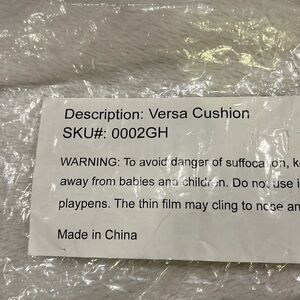 Description: Versa Cushion
SKU#: 0002GH
WARNING: To avoid danger of suffocation, k
away from babies and children. Do not use i
playpens. The thin film may cling to nose an
Made in China